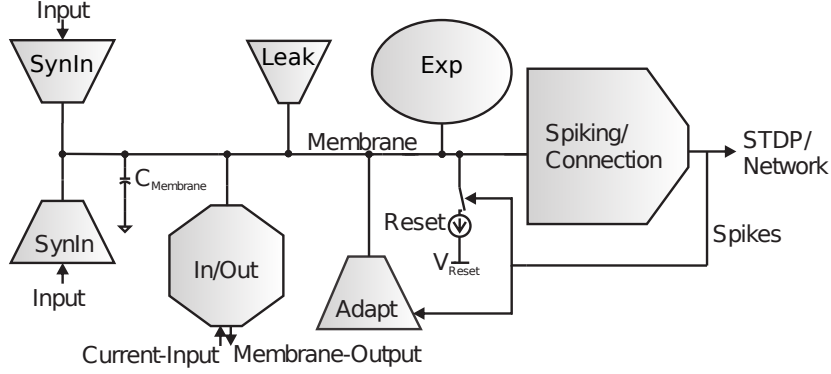 Input
SynIn
Leak
Exp
Membrane
Spiking/
Connection
STDP/
Network
CMembrane
SynIn
Input
In/Out
Reset
VReset
Spikes
Adapt
Current-Input
Membrane-Output